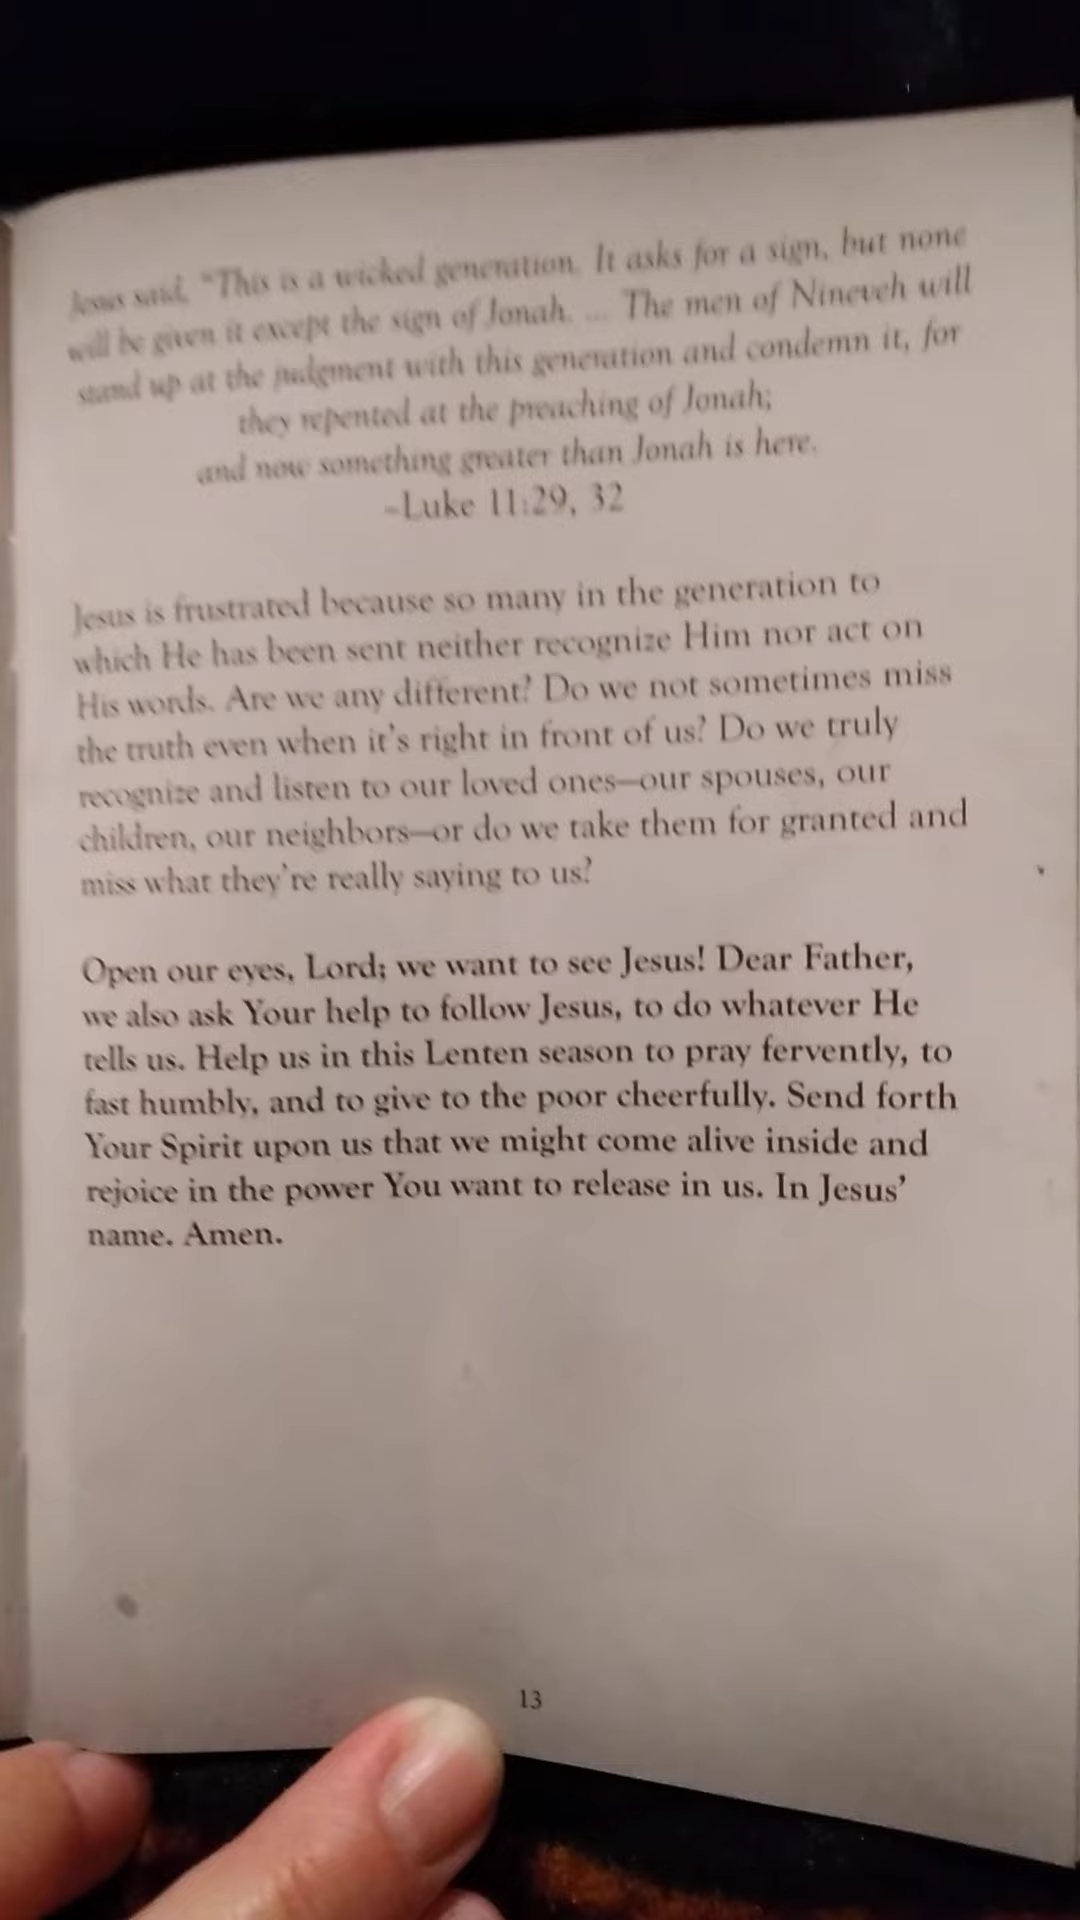 Jesus said, "This is a wicked generation. It asks for a sign, but none
will be given it except the sign of Jonah. ... The men of Nineveh will
stand up at the judgment with this generation and condemn it, for
they repented at the preaching of Jonah;
and now something greater than Jonah is here.
–Luke 11:29, 32
Jesus is frustrated because so many in the generation to
which He has been sent neither recognize Him nor act on
His words. Are we any different? Do we not sometimes miss
the truth even when it's right in front of us? Do we truly
recognize and listen to our loved ones—our spouses, our
children, our neighbors—or do we take them for granted and
miss what they're really saying to us?
Open our eyes, Lord; we want to see Jesus! Dear Father,
we also ask Your help to follow Jesus, to do whatever He
tells us. Help us in this Lenten season to pray fervently, to
fast humbly, and to give to the poor cheerfully. Send forth
Your Spirit upon us that we might come alive inside and
rejoice in the power You want to release in us. In Jesus'
name. Amen.
13